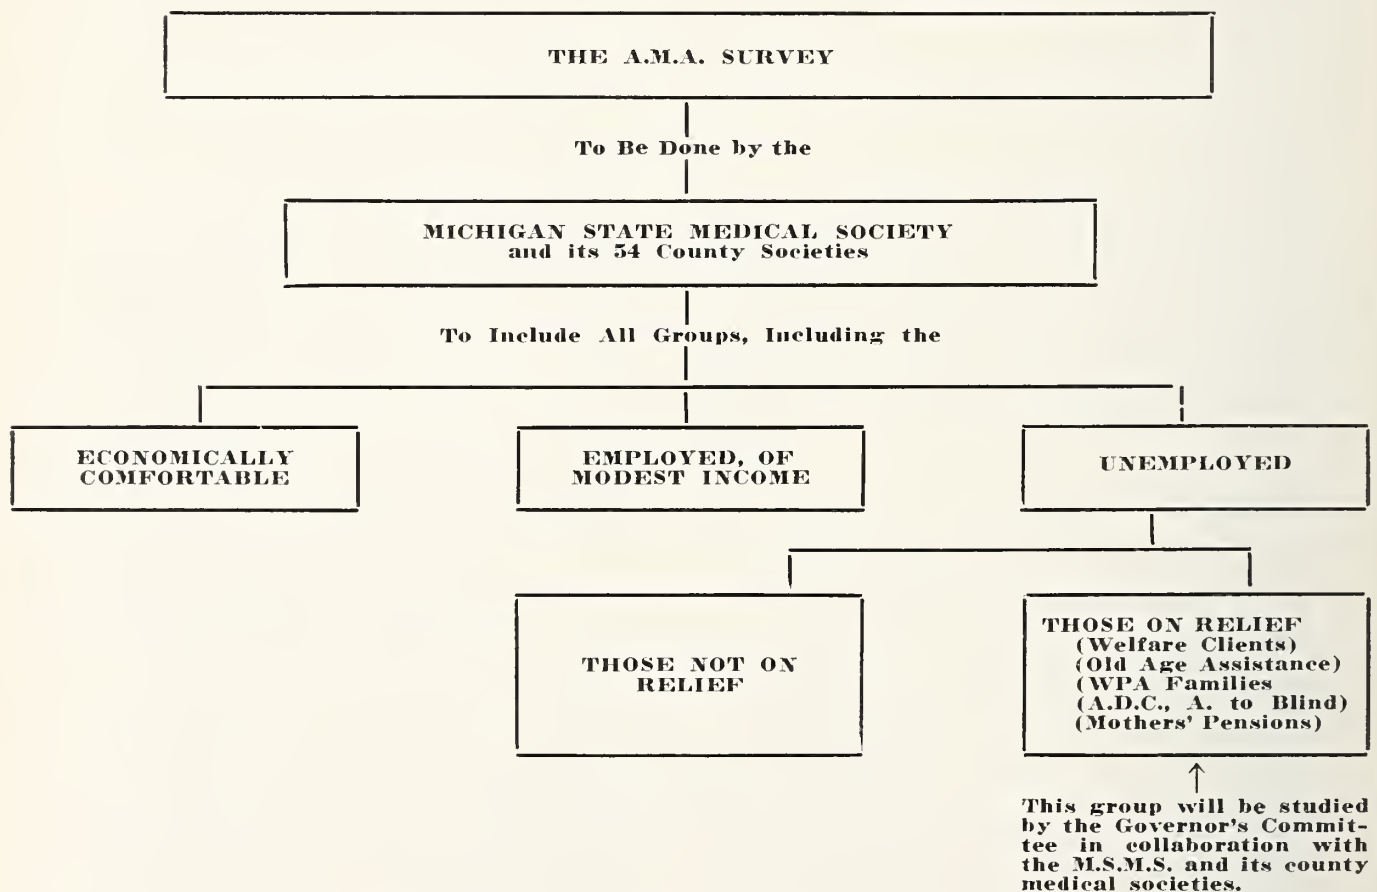 THE A.M.A. SURVEY
To Be Done by the
MICHIGAN STATE MEDICAL SOCIETY
and its 54 County Societies
To Include All Groups, Including the
ECONOMICALLY
COMFORTABLE
EMPLOYED, OF
MODEST INCOME
UNEMPLOYED
THOSE NOT ON
RELIEF
THOSE ON RELIEF
(Welfare Clients)
(Old Age Assistance)
(WPA Families
(A.D.C., A. to Blind)
(Mothers' Pensions)
This group will be studied
by the Governor's Commit-
tee in collaboration with
the M.S.M.S. and its county
medical societies.